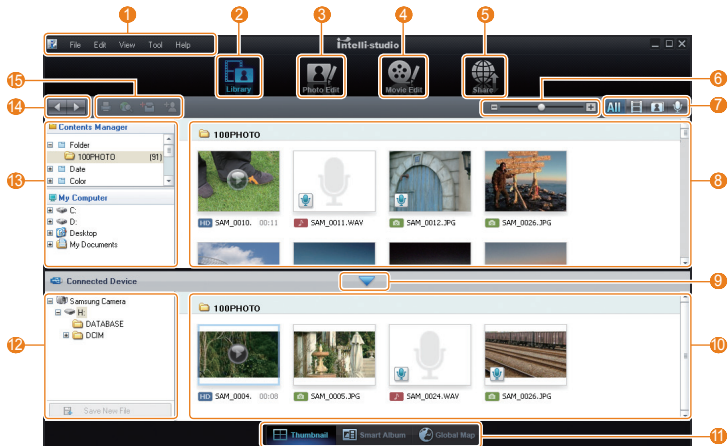 1
2
3
4
5
File Edit View Tool Help
intelli-studio
15
6
Library
Photo Edit
Movie Edit
Share
7
14
All
Contents Manager
Folder
100PHOTO (91)
Date
Color
13
My Computer
C:
D:
Desktop
My Documents
100PHOTO
HD SAM_0010. 00:11
SAM_0011.WAV
SAM_0012.JPG
SAM_0026.JPG
8
Connected Device
9
Samsung Camera
H:
DATABASE
DCIM
12
Save New File
100PHOTO
HD SAM_0004. 00:08
SAM_0005.JPG
SAM_0024.WAV
SAM_0026.JPG
10
Thumbnail
Smart Album
Global Map
11